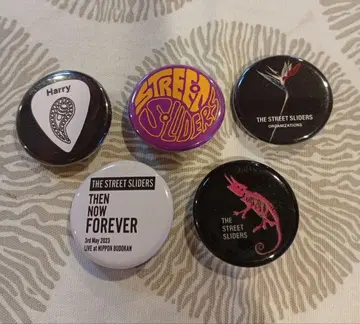 Harry
STREET
SLIDERS
THE STREET SLIDERS
ORGANIZATIONS
THE STREET SLIDERS
THEN
NOW
FOREVER
3rd May 2023
LIVE at NIPPON BUDOKAN
THE
STREET
SLIDERS